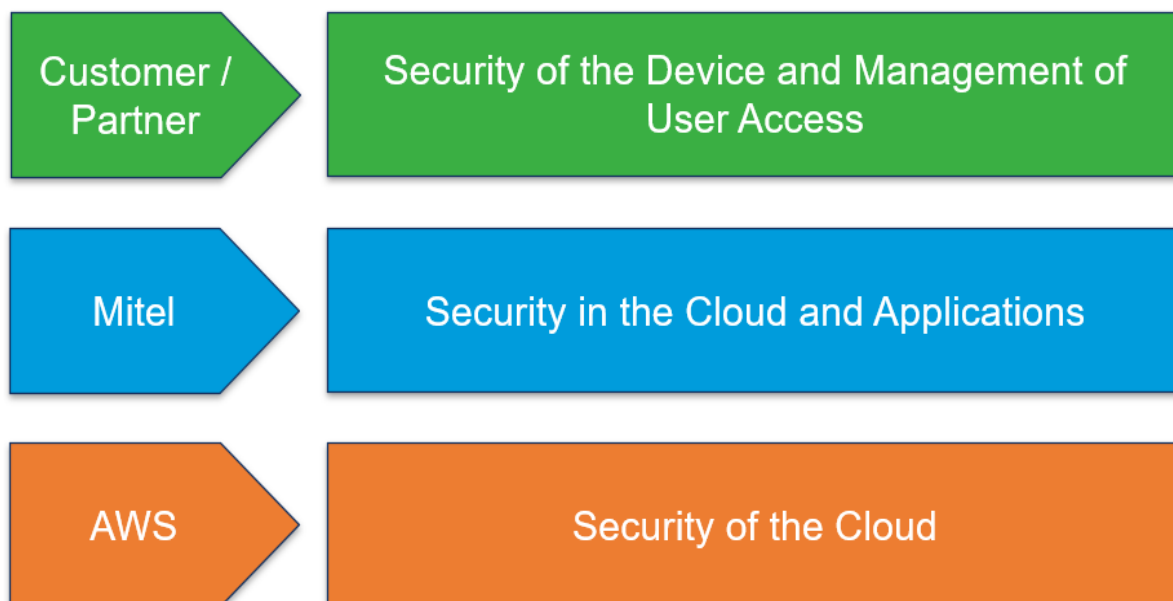 Customer /
Partner
Security of the Device and Management of
User Access
Mitel
Security in the Cloud and Applications
AWS
Security of the Cloud